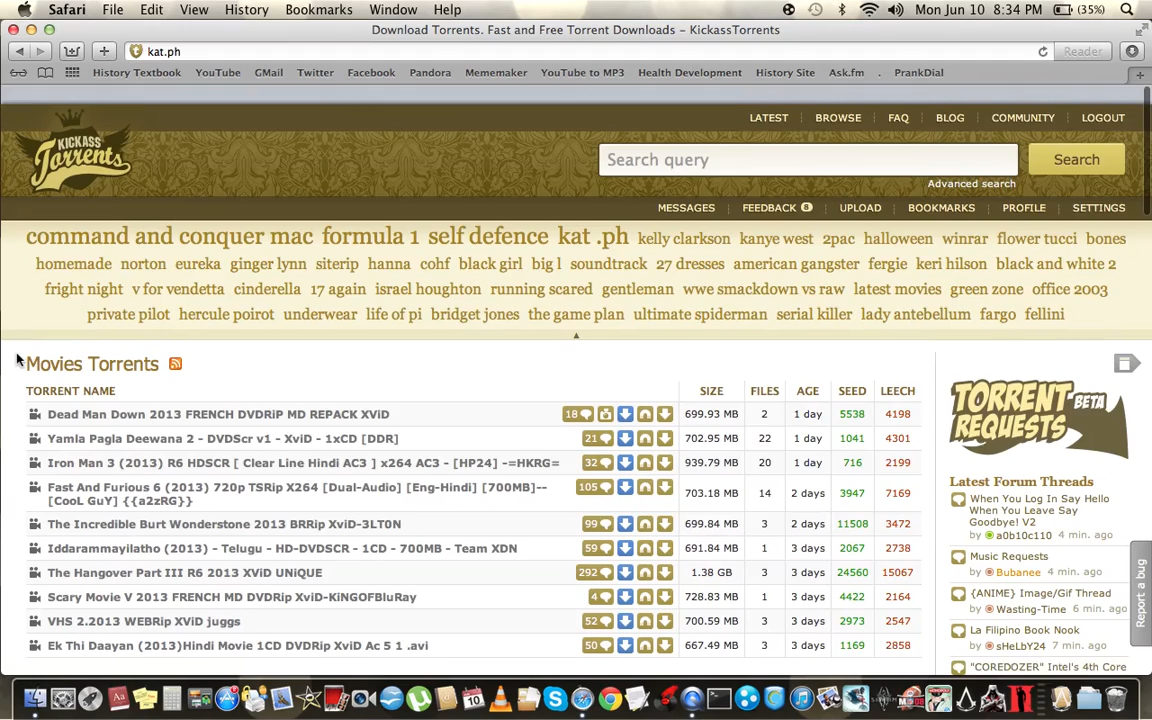 Safari File Edit View History Bookmarks Window Help Mon Jun 10 8:34 PM (35%)
Download Torrents. Fast and Free Torrent Downloads – KickassTorrents
kat.ph Reader
History Textbook YouTube GMail Twitter Facebook Pandora Mememaker YouTube to MP3 Health Development History Site Ask.fm . PrankDial
LATEST BROWSE FAQ BLOG COMMUNITY LOGOUT
KICKASS
Torrents
Search query Search
Advanced search
MESSAGES FEEDBACK 8 UPLOAD BOOKMARKS PROFILE SETTINGS
command and conquer mac formula 1 self defence kat .ph kelly clarkson kanye west 2pac halloween winrar flower tucci bones
homemade norton eureka ginger lynn siterip hanna cohf black girl big l soundtrack 27 dresses american gangster fergie keri hilson black and white 2
fright night v for vendetta cinderella 17 again israel houghton running scared gentleman wwe smackdown vs raw latest movies green zone office 2003
private pilot hercule poirot underwear life of pi bridget jones the game plan ultimate spiderman serial killer lady antebellum fargo fellini
Movies Torrents
TORRENT NAME SIZE FILES AGE SEED LEECH
Dead Man Down 2013 FRENCH DVDRiP MD REPACK XViD 18 699.93 MB 2 1 day 5538 4198
Yamla Pagla Deewana 2 - DVDScr v1 - XviD - 1xCD [DDR] 21 702.95 MB 22 1 day 1041 4301
Iron Man 3 (2013) R6 HDSCR [ Clear Line Hindi AC3 ] x264 AC3 - [HP24] -=HKRG= 32 939.79 MB 20 1 day 716 2199
Fast And Furious 6 (2013) 720p TSRip X264 [Dual-Audio] [Eng-Hindi] [700MB]--
[CooL GuY] {{a2zRG}} 105 703.18 MB 14 2 days 3947 7169
The Incredible Burt Wonderstone 2013 BRRip XviD-3LT0N 99 699.84 MB 3 2 days 11508 3472
Iddarammayilatho (2013) - Telugu - HD-DVDSCR - 1CD - 700MB - Team XDN 59 691.84 MB 1 3 days 2067 2738
The Hangover Part III R6 2013 XViD UNiQUE 292 1.38 GB 3 3 days 24560 15067
Scary Movie V 2013 FRENCH MD DVDRip XviD-KiNGOFBluRay 4 728.83 MB 1 3 days 4422 2164
VHS 2.2013 WEBRip XViD juggs 52 700.59 MB 3 3 days 2973 2547
Ek Thi Daayan (2013)Hindi Movie 1CD DVDRip XviD Ac 5 1 .avi 50 667.49 MB 3 3 days 1169 2858
TORRENT BETA
REQUESTS
Latest Forum Threads
When You Log In Say Hello
When You Leave Say
Goodbye! V2
by a0b10c110 4 min. ago
Music Requests
by Bubanee 4 min. ago
{ANIME} Image/Gif Thread
by Wasting-Time 6 min. ago
La Filipino Book Nook
by sHeLbY24 7 min. ago
"COREDOZER" Intel's 4th Core
Report a bug